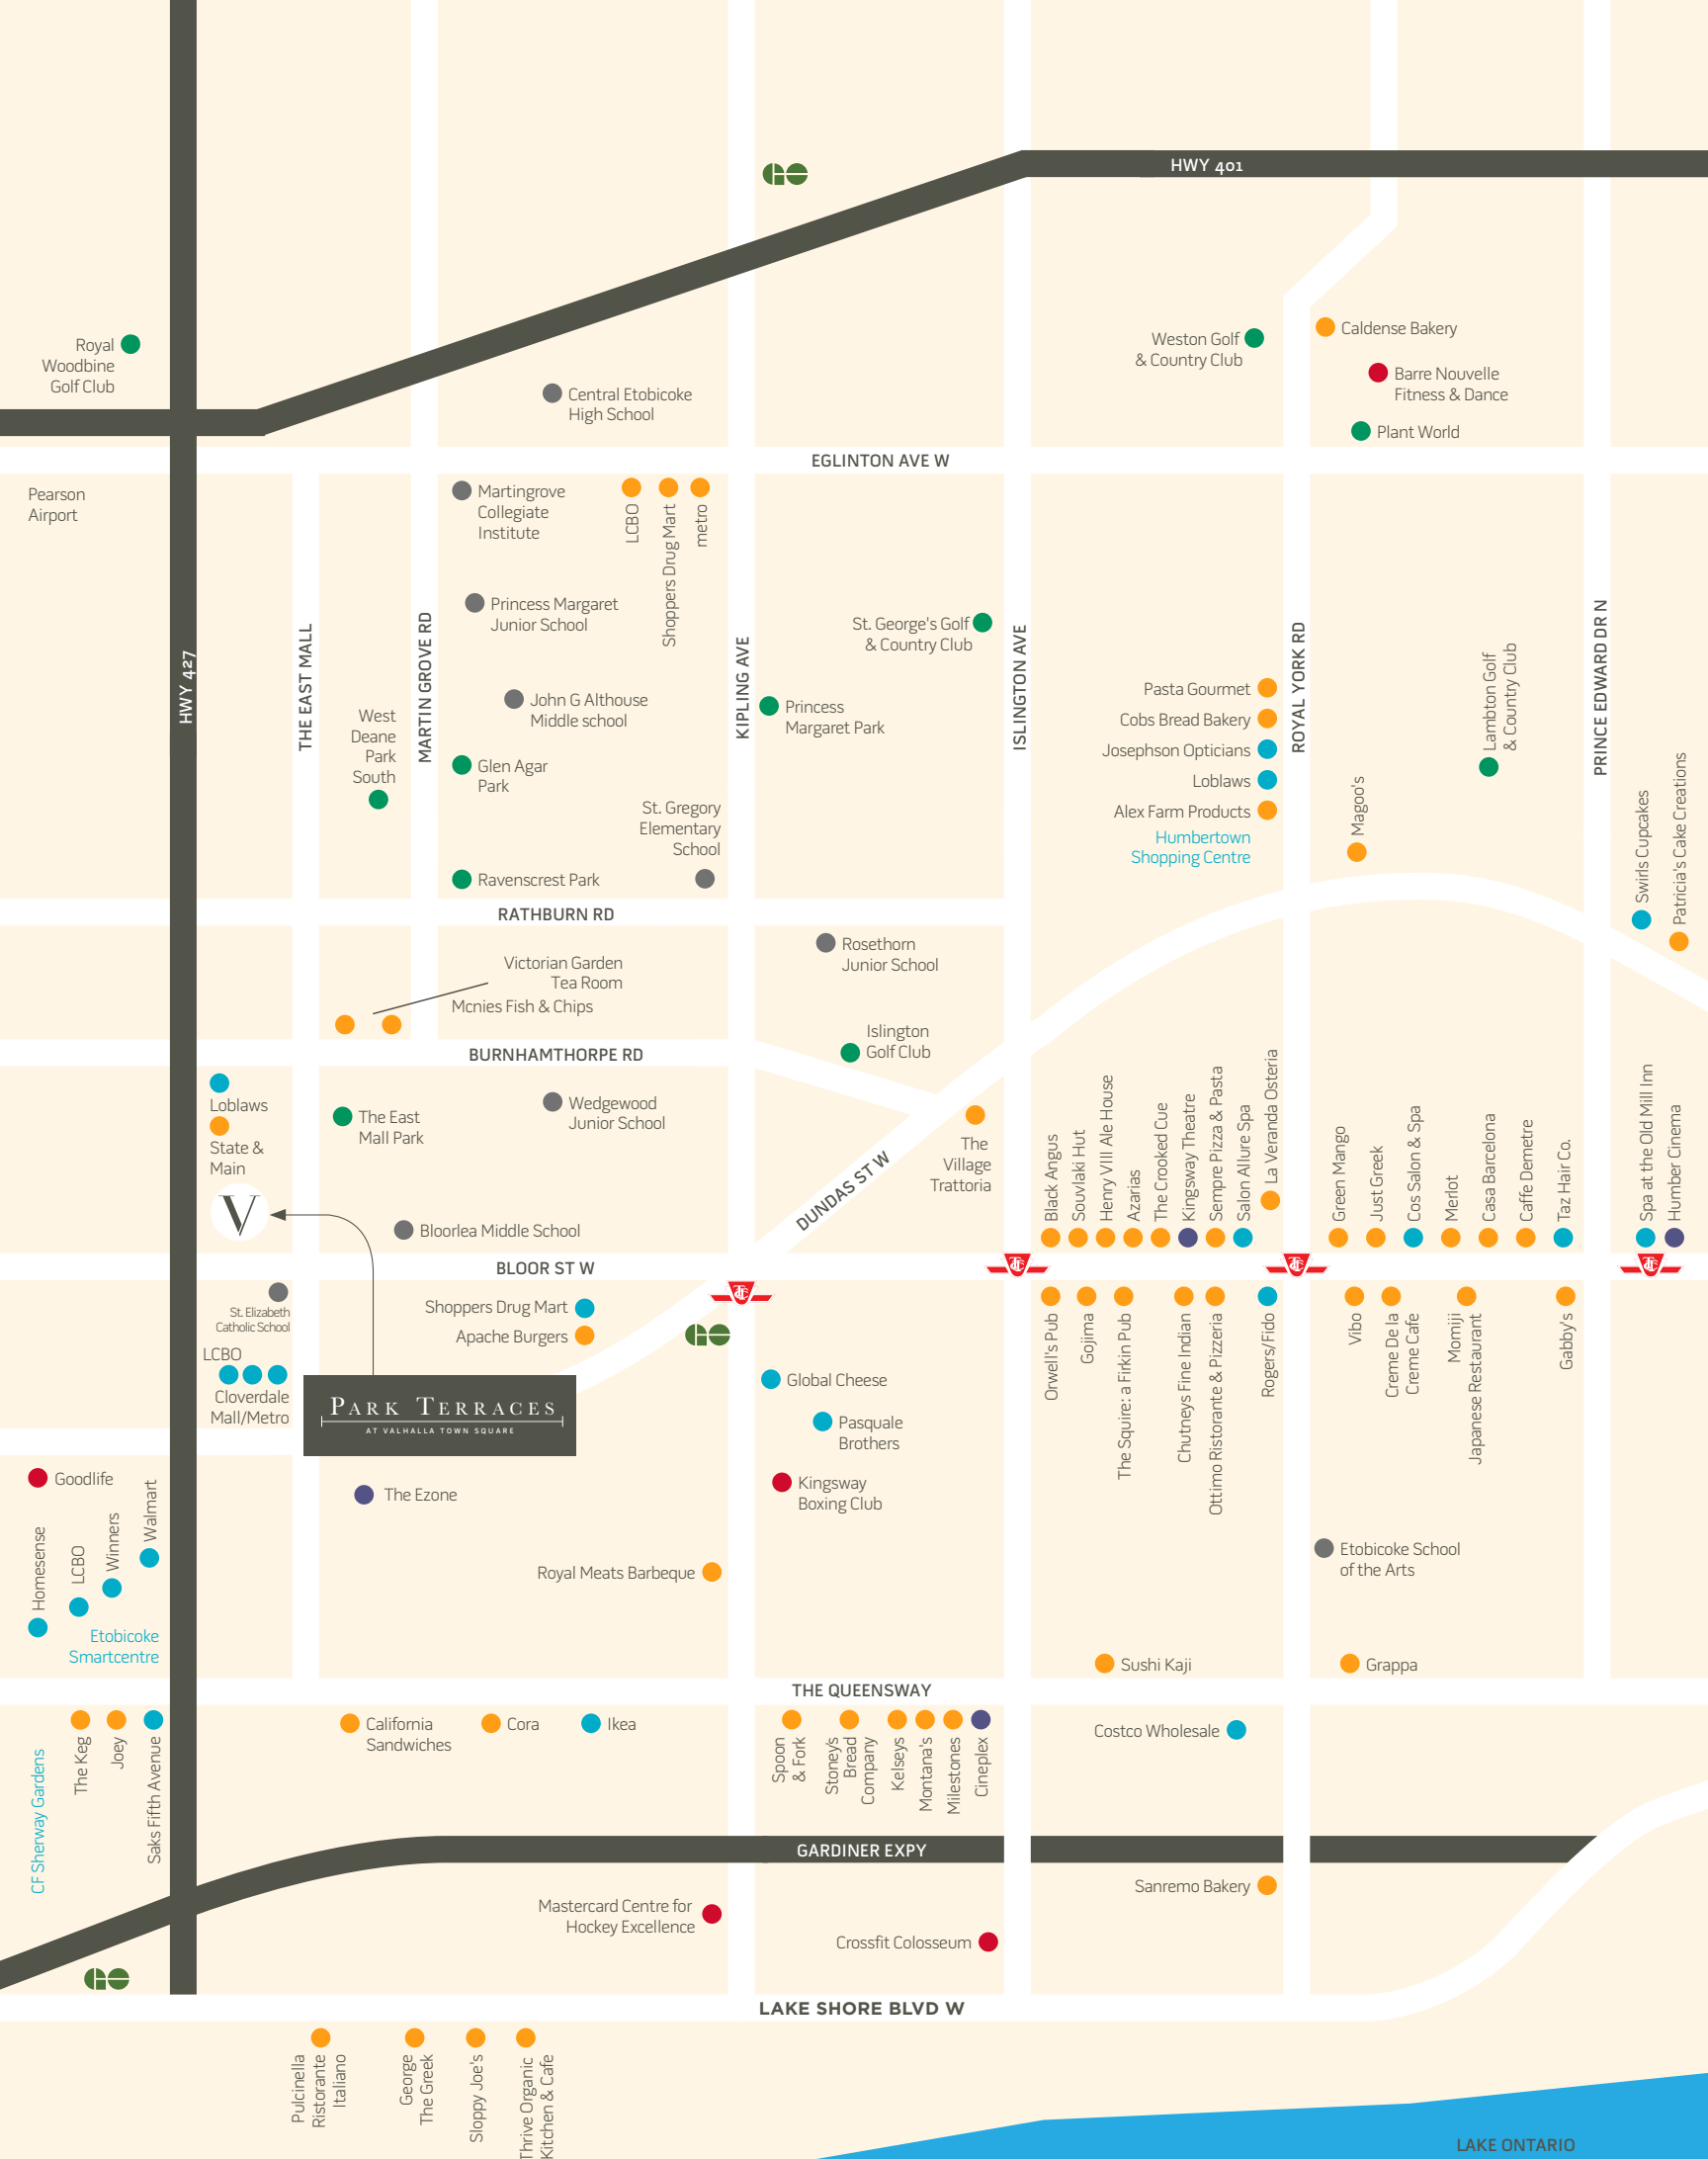 HWY 401
Royal
Woodbine
Golf Club
Weston Golf
& Country Club
Caldense Bakery
Barre Nouvelle
Fitness & Dance
Plant World
Central Etobicoke
High School
EGLINTON AVE W
Pearson
Airport
Martingrove
Collegiate
Institute
LCBO
Shoppers Drug Mart
metro
Princess Margaret
Junior School
John G Althouse
Middle school
Glen Agar
Park
St. Gregory
Elementary
School
Ravenscrest Park
HWY 427
THE EAST MALL
West
Deane
Park
South
MARTIN GROVE RD
KIPLING AVE
St. George's Golf
& Country Club
Princess
Margaret Park
ISLINGTON AVE
Pasta Gourmet
Cobs Bread Bakery
Josephson Opticians
Loblaws
Alex Farm Products
Humbertown
Shopping Centre
ROYAL YORK RD
Magoo's
Lambton Golf
& Country Club
PRINCE EDWARD DR N
Swirls Cupcakes
Patricia's Cake Creations
RATHBURN RD
Victorian Garden
Tea Room
Mcnies Fish & Chips
Rosethorn
Junior School
Islington
Golf Club
BURNHAMTHORPE RD
Loblaws
State &
Main
V
The East
Mall Park
Wedgewood
Junior School
Bloorlea Middle School
The
Village
Trattoria
DUNDAS ST W
Black Angus
Souvlaki Hut
Henry VIII Ale House
Azarias
The Crooked Cue
Kingsway Theatre
Sempre Pizza & Pasta
Salon Allure Spa
La Veranda Osteria
Green Mango
Just Greek
Cos Salon & Spa
Merlot
Casa Barcelona
Caffe Demetre
Taz Hair Co.
Spa at the Old Mill Inn
Humber Cinema
BLOOR ST W
St. Elizabeth
Catholic School
LCBO
Cloverdale
Mall/Metro
Shoppers Drug Mart
Apache Burgers
PARK TERRACES
AT VALHALLA TOWN SQUARE
Global Cheese
Pasquale
Brothers
Kingsway
Boxing Club
Orwell's Pub
Gojima
The Squire: a Firkin Pub
Chutneys Fine Indian
Ottimo Ristorante & Pizzeria
Rogers/Fido
Vibo
Creme De la
Creme Cafe
Momiji
Japanese Restaurant
Gabby's
Goodlife
The Ezone
Homesense
LCBO
Winners
Walmart
Etobicoke
Smartcentre
Royal Meats Barbeque
Etobicoke School
of the Arts
Sushi Kaji
Grappa
THE QUEENSWAY
CF Sherway Gardens
The Keg
Joey
Saks Fifth Avenue
California
Sandwiches
Cora
Ikea
Spoon
& Fork
Stoney's
Bread
Company
Kelseys
Montana's
Milestones
Cineplex
Costco Wholesale
GARDINER EXPY
Sanremo Bakery
Mastercard Centre for
Hockey Excellence
Crossfit Colosseum
LAKE SHORE BLVD W
Pulcinella
Ristorante
Italiano
George
The Greek
Sloppy Joe's
Thrive Organic
Kitchen & Cafe
LAKE ONTARIO